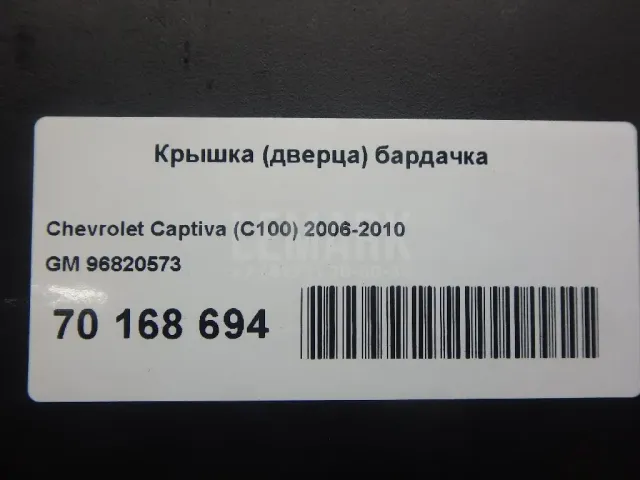 Крышка (дверца) бардачка
Chevrolet Captiva (C100) 2006-2010
GM 96820573
70 168 694